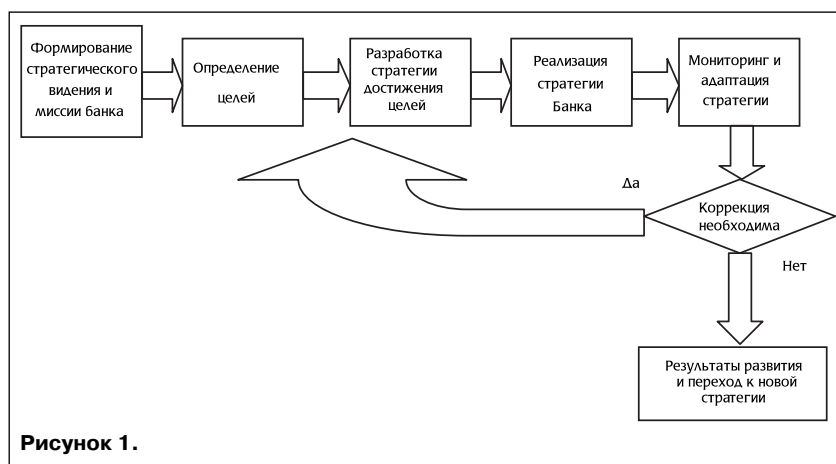 Формирование
стратегического
видения и
миссии банка
Определение
целей
Разработка
стратегии
достижения
целей
Реализация
стратегии
Банка
Мониторинг и
адаптация
стратегии
Да
Коррекция
необходима
Нет
Результаты развития
и переход к новой
стратегии
Рисунок 1.